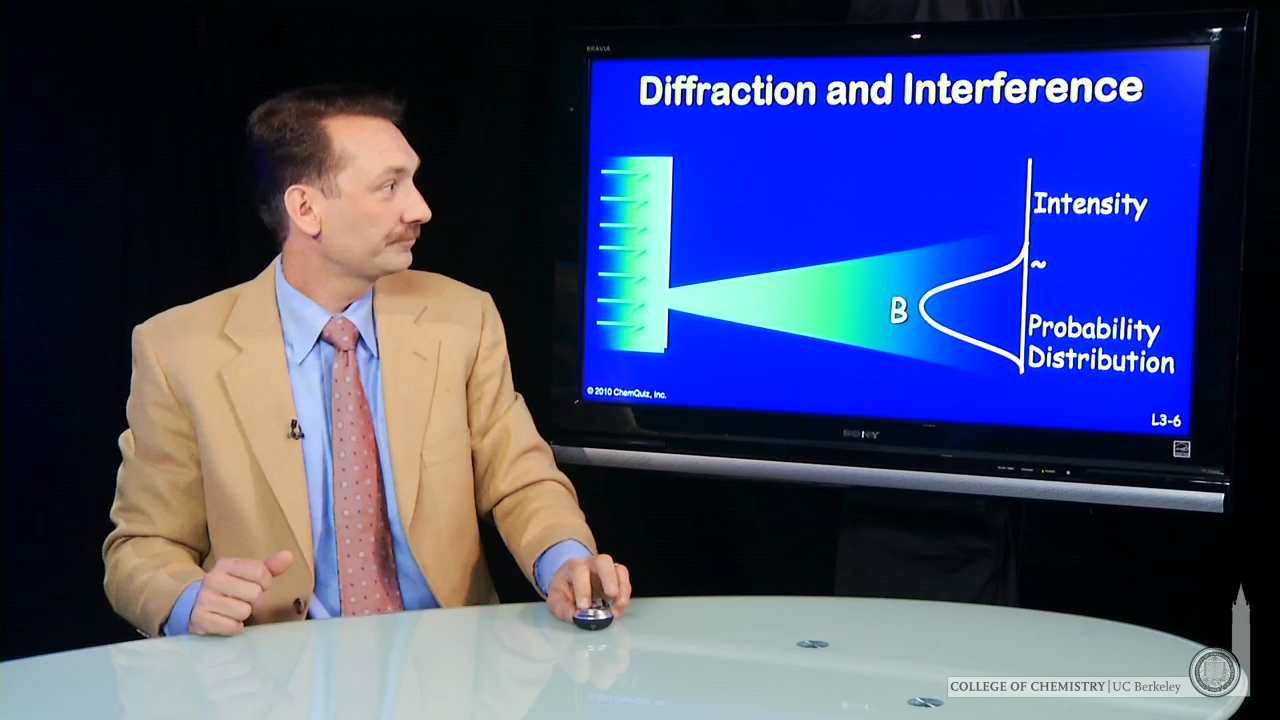 BRAVIA
Diffraction and Interference
Intensity
~
B
Probability
Distribution
© 2010 ChemQuiz, Inc.
L3-6
SONY
COLLEGE OF CHEMISTRY | UC Berkeley